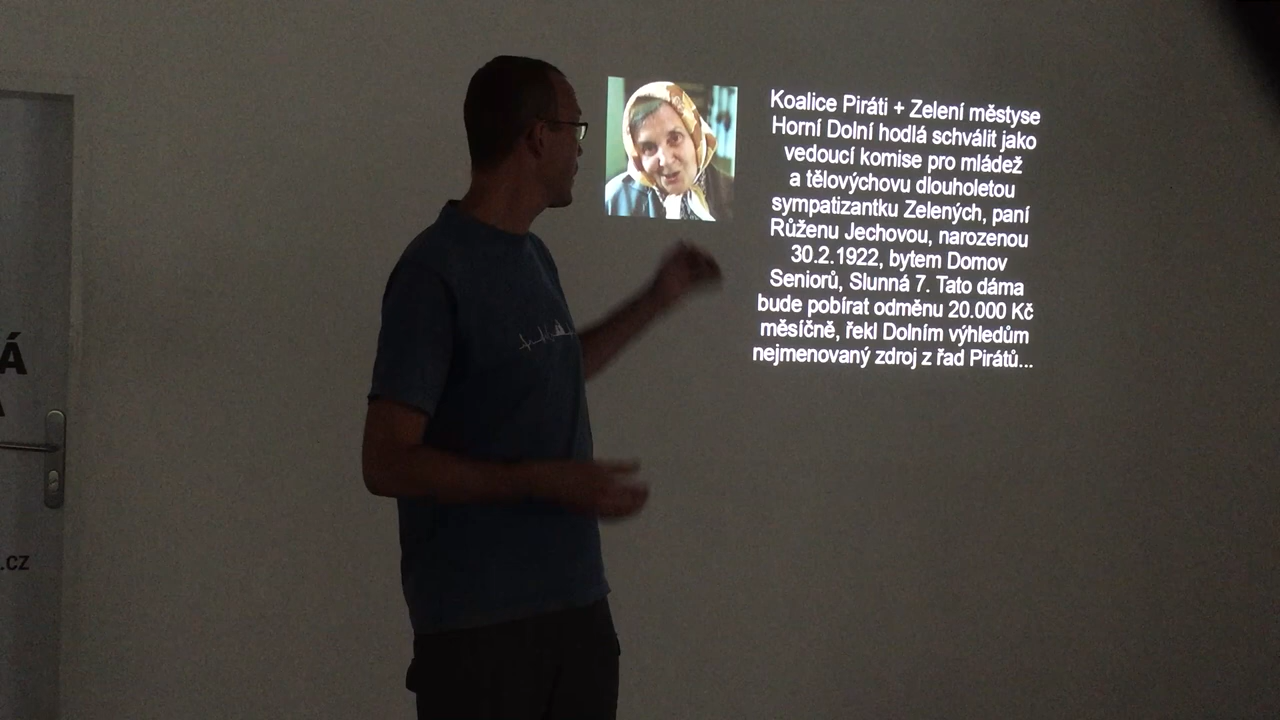 Koalice Piráti + Zelení městyse
Horní Dolní hodlá schválit jako
vedoucí komise pro mládež
a tělovýchovu dlouholetou
sympatizantku Zelených, paní
Růženu Jechovou, narozenou
30.2.1922, bytem Domov
Seniorů, Slunná 7. Tato dáma
bude pobírat odměnu 20.000 Kč
měsíčně, řekl Dolním výhledům
nejmenovaný zdroj z řad Pirátů...
Á
.cz